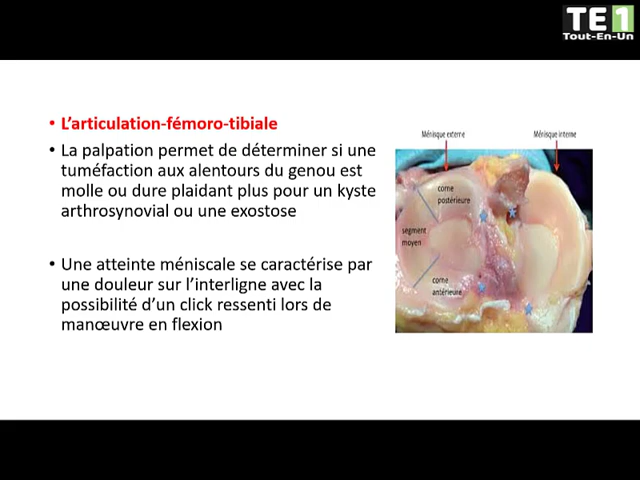 TE1
Tout-En-Un
• L’articulation-fémoro-tibiale
• La palpation permet de déterminer si une
tuméfaction aux alentours du genou est
molle ou dure plaidant plus pour un kyste
arthrosynovial ou une exostose
• Une atteinte méniscale se caractérise par
une douleur sur l’interligne avec la
possibilité d’un click ressenti lors de
manœuvre en flexion
Ménisque externe
Ménisque interne
corne
postérieure
segment
moyen
corne
antérieure